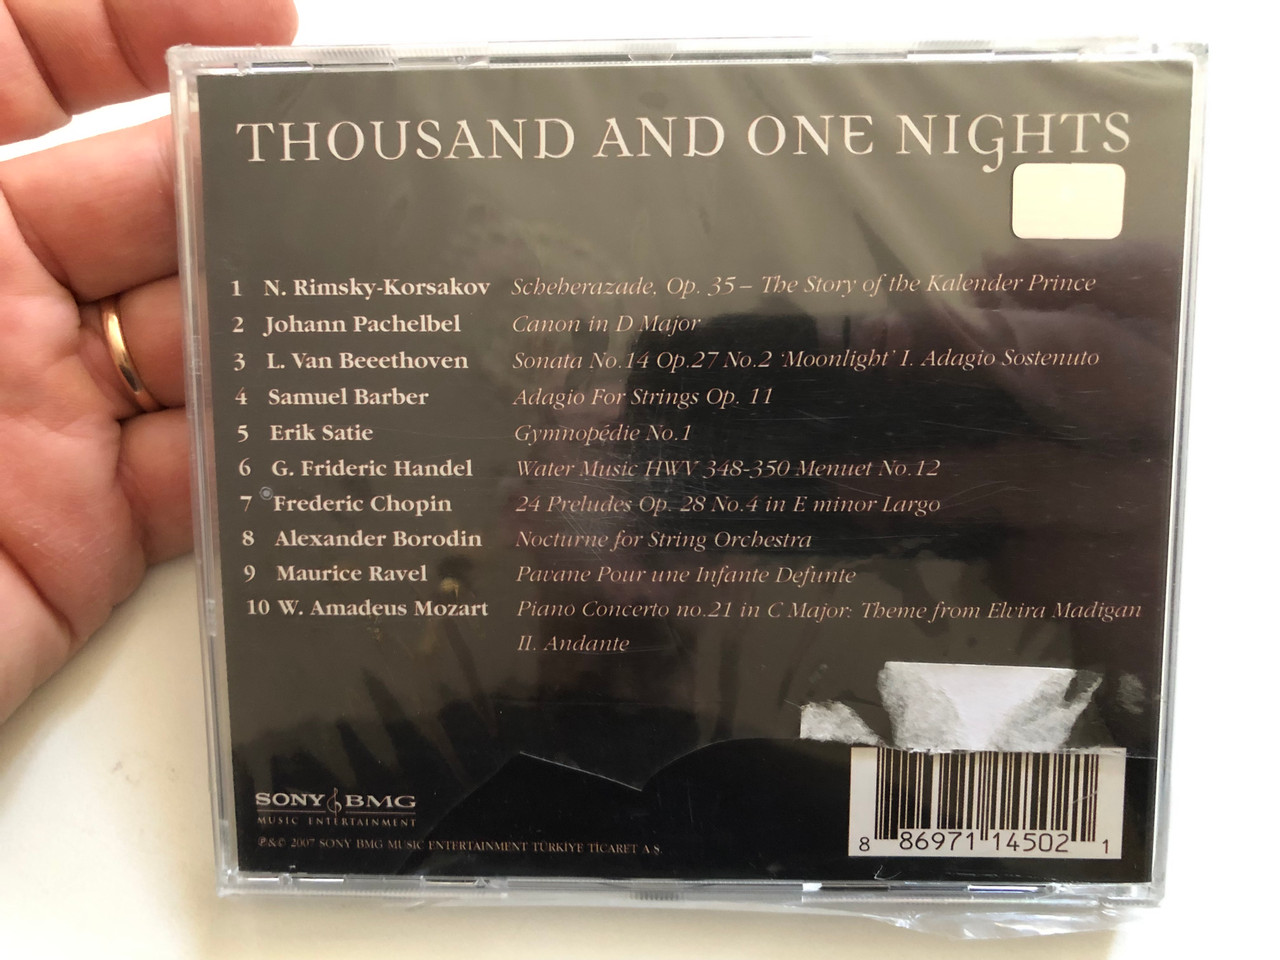 THOUSAND AND ONE NIGHTS
1 N. Rimsky-Korsakov Scheherazade, Op. 35 – The Story of the Kalender Prince
2 Johann Pachelbel Canon in D Major
3 L. Van Beeethoven Sonata No.14 Op.27 No.2 'Moonlight' I. Adagio Sostenuto
4 Samuel Barber Adagio For Strings Op. 11
5 Erik Satie Gymnopédie No.1
6 G. Frideric Handel Water Music HWV 348-350 Menuet No.12
7 Frederic Chopin 24 Preludes Op. 28 No.4 in E minor Largo
8 Alexander Borodin Nocturne for String Orchestra
9 Maurice Ravel Pavane Pour une Infante Defunte
10 W. Amadeus Mozart Piano Concerto no.21 in C Major: Theme from Elvira Madigan
II. Andante
SONY BMG
MUSIC ENTERTAINMENT
℗&© 2007 SONY BMG MUSIC ENTERTAINMENT TÜRKİYE TİCARET A.Ş.
8 86971 14502 1